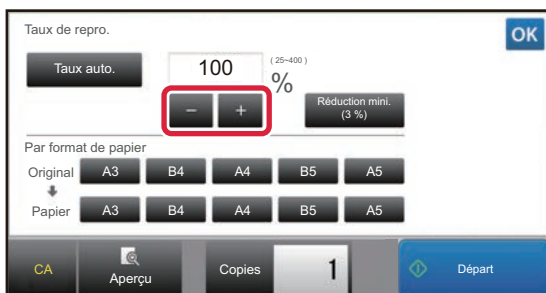 Taux de repro.
OK
Taux auto.
100
(25~400)
%
− +
Réduction mini.
(3 %)
Par format de papier
Original A3 B4 A4 B5 A5
Papier A3 B4 A4 B5 A5
CA
Aperçu
Copies
1
Départ